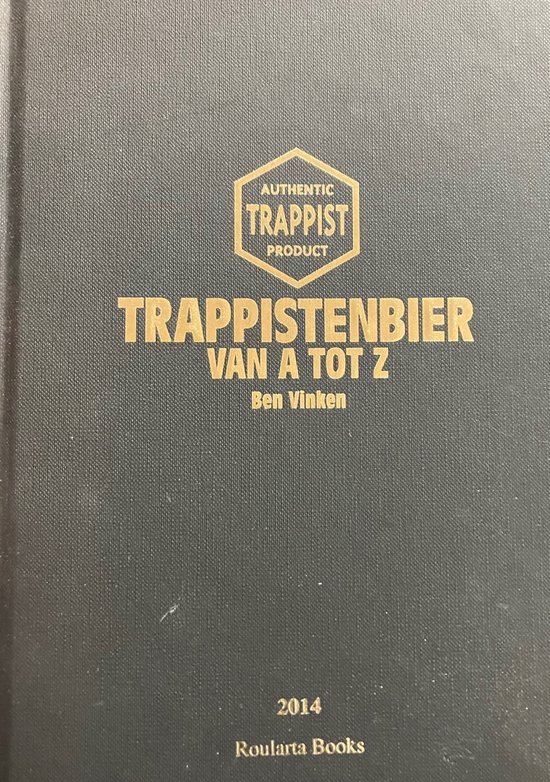 AUTHENTIC
TRAPPIST
PRODUCT
TRAPPISTENBIER
VAN A TOT Z
Ben Vinken
2014
Roularta Books